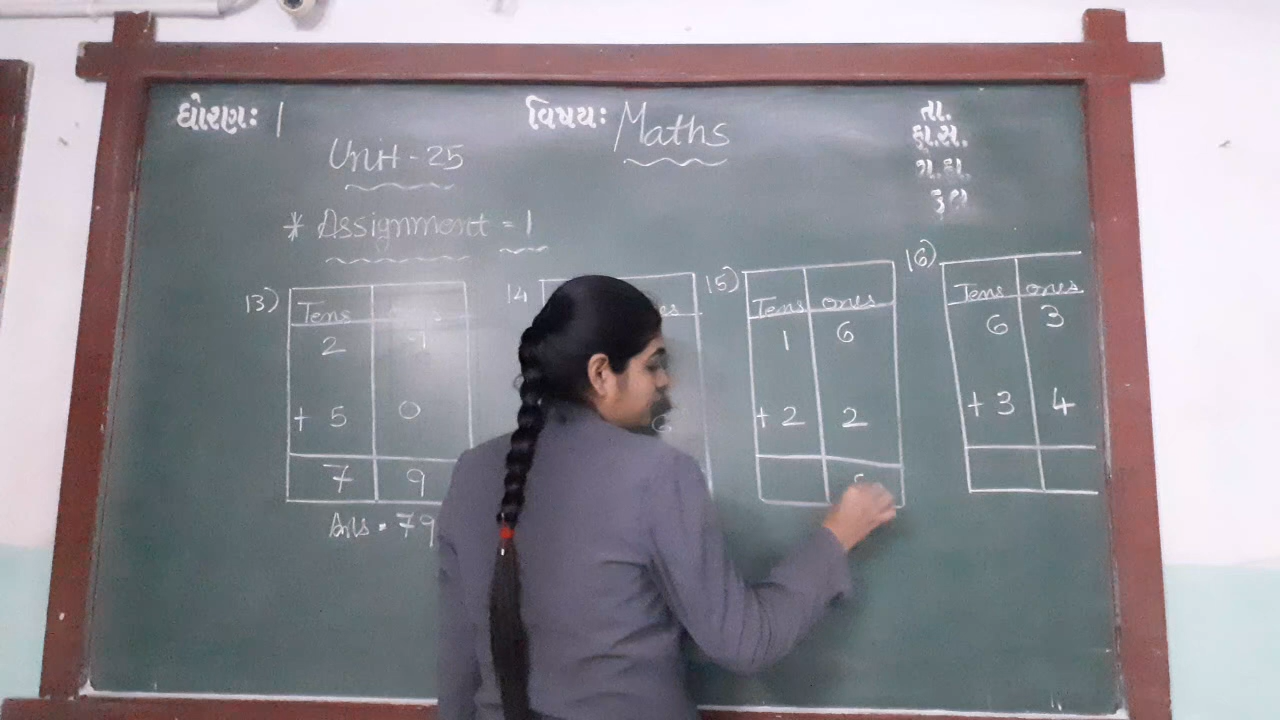 ધોરણઃ 1
વિષયઃ Maths
તા.
Unit - 25
* Assignment = 1
13)
Tens
2 9
+ 5 0
7 9
Ans = 79
14
6
15)
Tens ones
1 6
+ 2 2
16)
Tens ones
6 3
+ 3 4